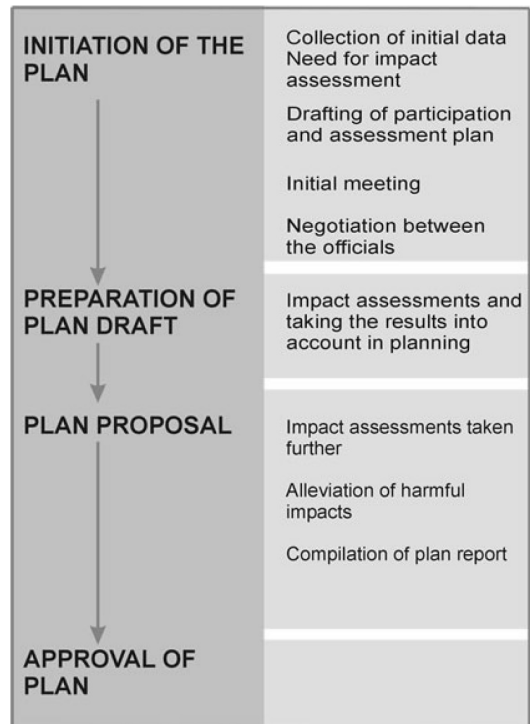 INITIATION OF THE
PLAN
Collection of initial data
Need for impact
assessment
Drafting of participation
and assessment plan
Initial meeting
Negotiation between
the officials
PREPARATION OF
PLAN DRAFT
Impact assessments and
taking the results into
account in planning
PLAN PROPOSAL
Impact assessments taken
further
Alleviation of harmful
impacts
Compilation of plan report
APPROVAL OF
PLAN